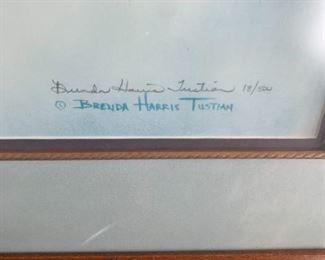 Brenda Harris Tustian 18/500
© BRENDA HARRIS TUSTIAN